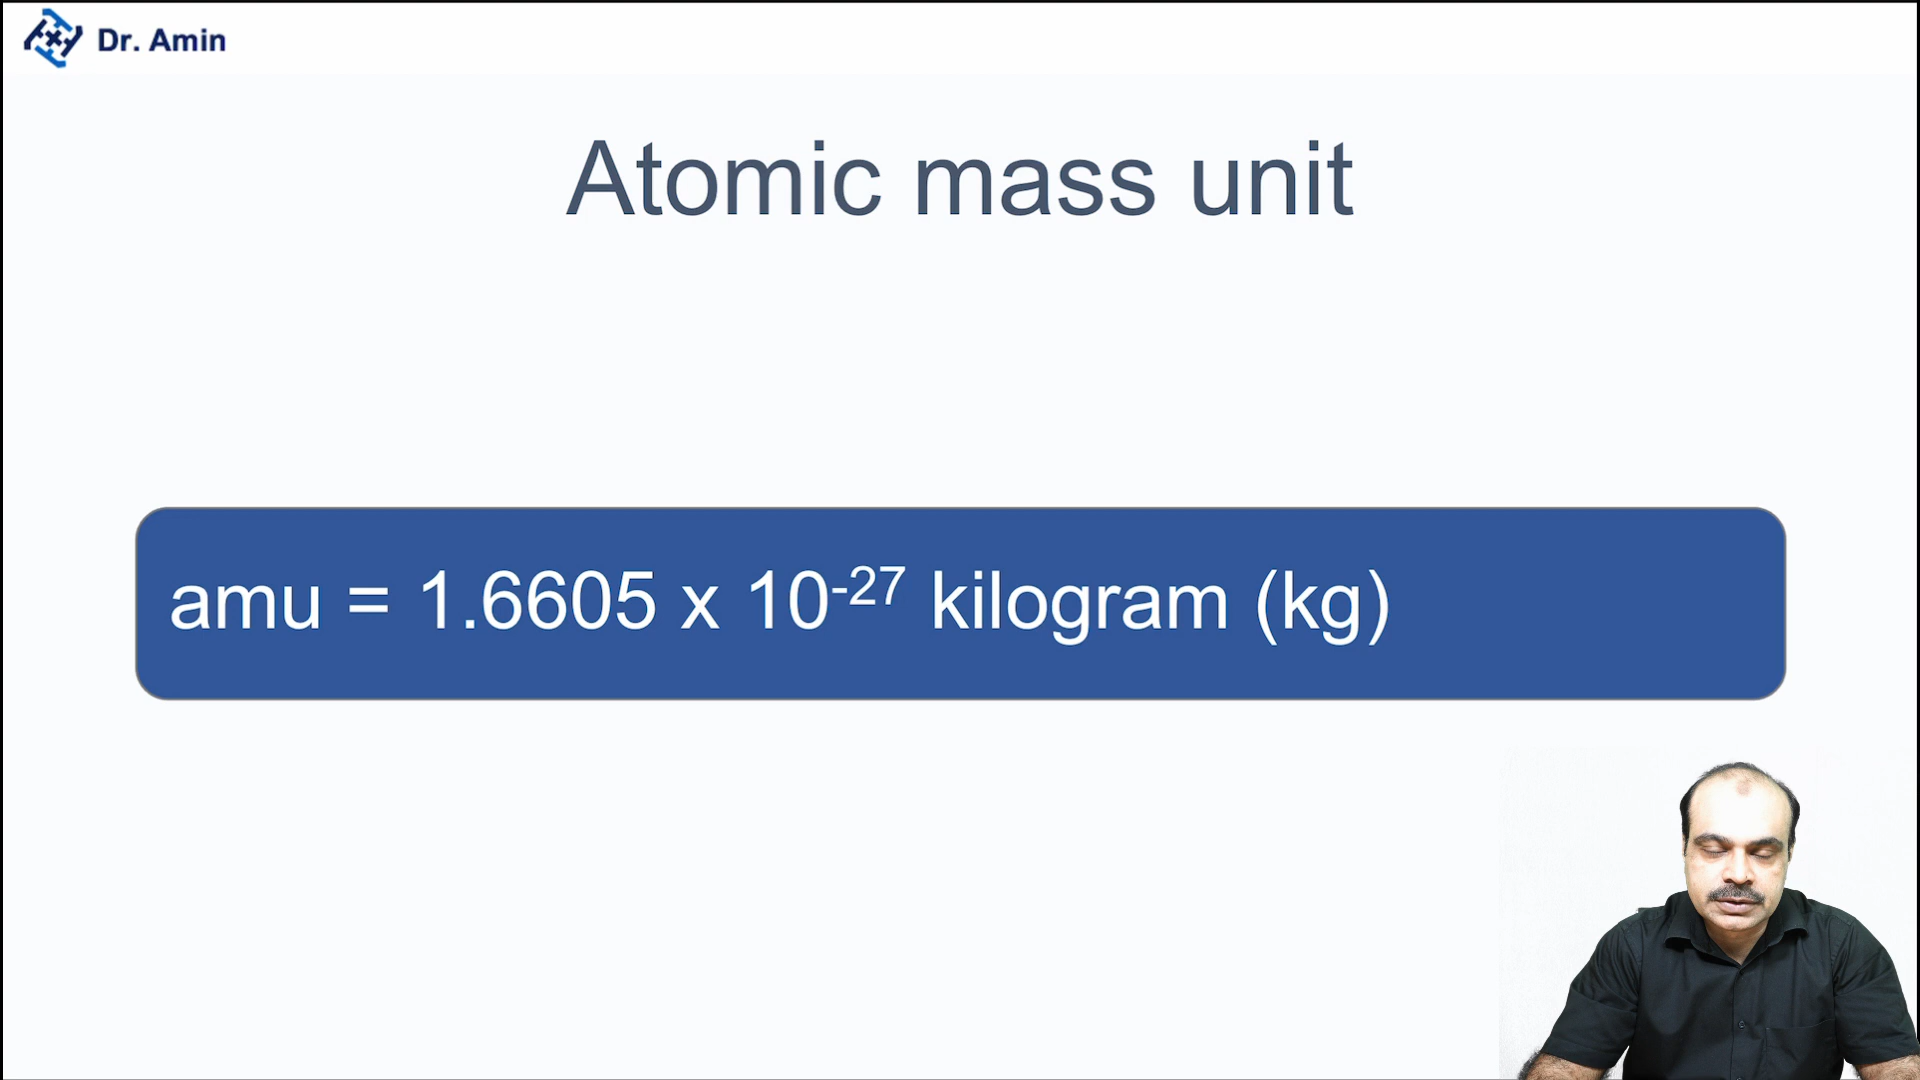 Dr. Amin
Atomic mass unit
amu = 1.6605 x 10⁻²⁷ kilogram (kg)